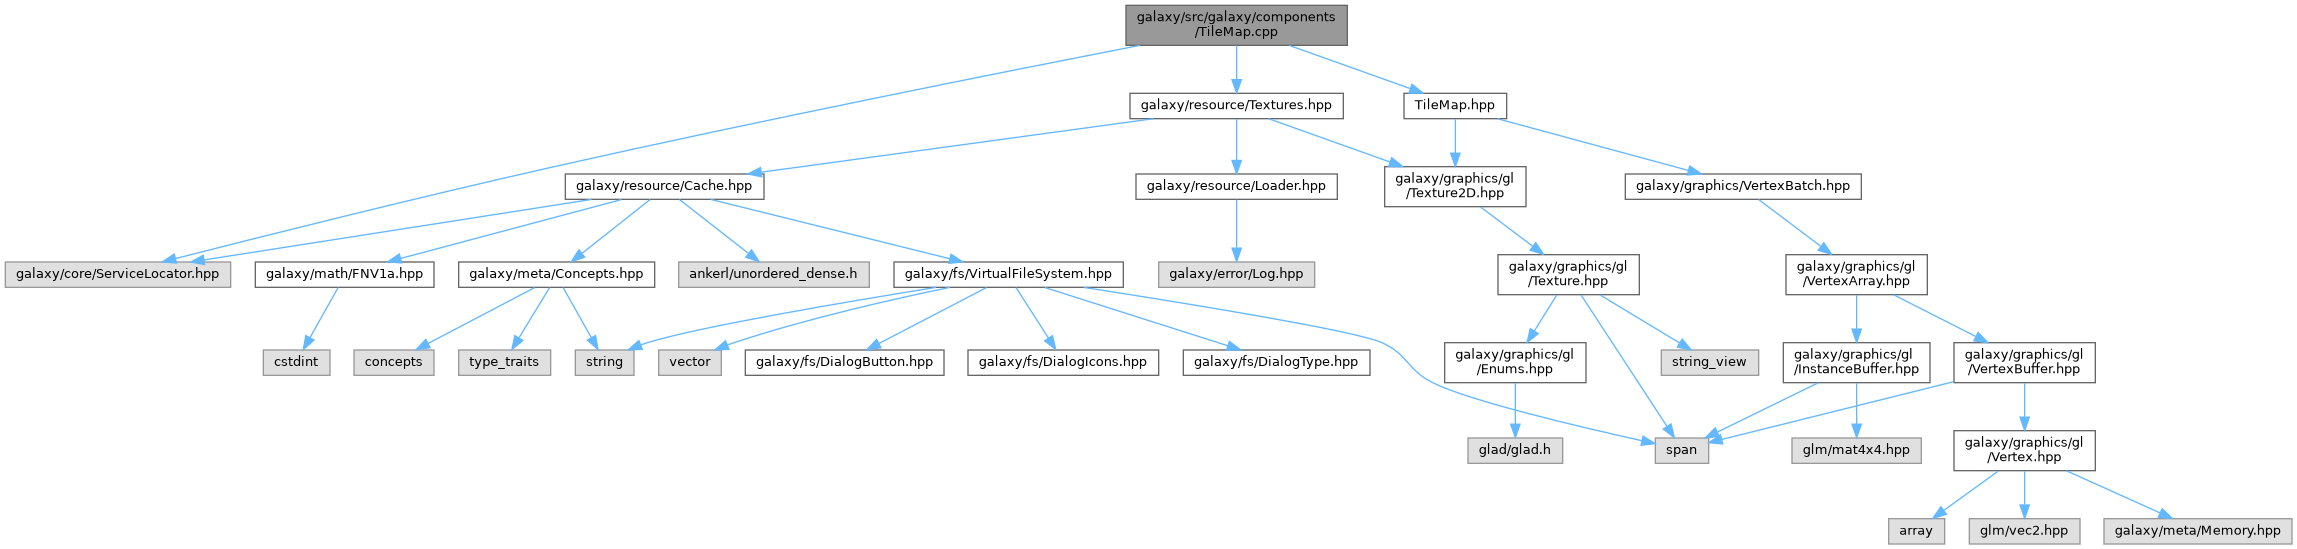 galaxy/src/galaxy/components
/TileMap.cpp
galaxy/resource/Textures.hpp
TileMap.hpp
galaxy/resource/Cache.hpp
galaxy/resource/Loader.hpp
galaxy/graphics/gl
/Texture2D.hpp
galaxy/graphics/VertexBatch.hpp
galaxy/core/ServiceLocator.hpp
galaxy/math/FNV1a.hpp
galaxy/meta/Concepts.hpp
ankerl/unordered_dense.h
galaxy/fs/VirtualFileSystem.hpp
galaxy/error/Log.hpp
galaxy/graphics/gl
/Texture.hpp
galaxy/graphics/gl
/VertexArray.hpp
cstdint
concepts
type_traits
string
vector
galaxy/fs/DialogButton.hpp
galaxy/fs/DialogIcons.hpp
galaxy/fs/DialogType.hpp
galaxy/graphics/gl
/Enums.hpp
string_view
galaxy/graphics/gl
/InstanceBuffer.hpp
galaxy/graphics/gl
/VertexBuffer.hpp
glad/glad.h
span
glm/mat4x4.hpp
galaxy/graphics/gl
/Vertex.hpp
array
glm/vec2.hpp
galaxy/meta/Memory.hpp